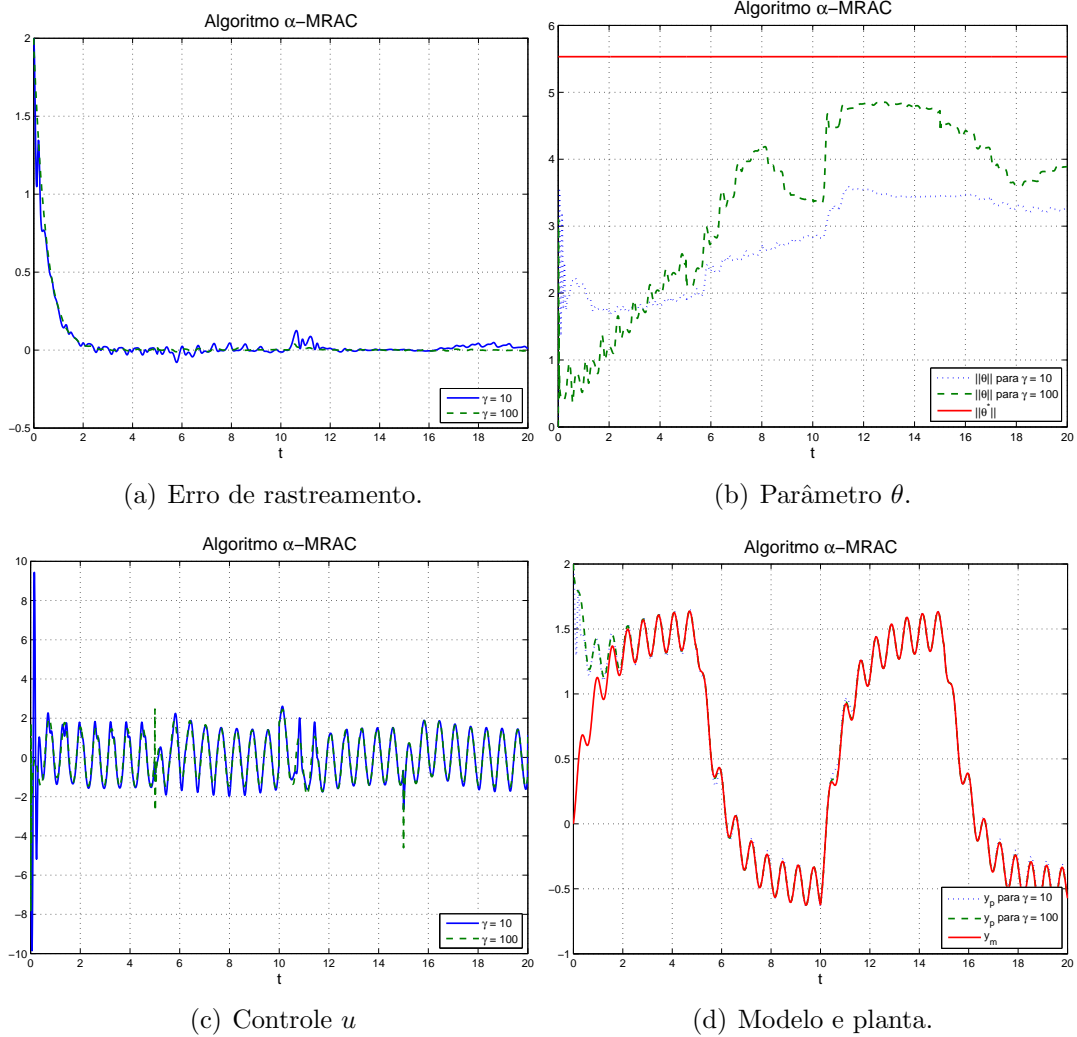 Algoritmo α−MRAC
2
1.5
1
0.5
0
−0.5
0 2 4 6 8 10 12 14 16 18 20
t
γ = 10
γ = 100
(a) Erro de rastreamento.
Algoritmo α−MRAC
6
5
4
3
2
1
0
0 2 4 6 8 10 12 14 16 18 20
t
||θ|| para γ = 10
||θ|| para γ = 100
||θ*||
(b) Parâmetro θ.
Algoritmo α−MRAC
10
8
6
4
2
0
−2
−4
−6
−8
−10
0 2 4 6 8 10 12 14 16 18 20
t
γ = 10
γ = 100
(c) Controle u
Algoritmo α−MRAC
2
1.5
1
0.5
0
−0.5
−1
0 2 4 6 8 10 12 14 16 18 20
t
y_p para γ = 10
y_p para γ = 100
y_m
(d) Modelo e planta.